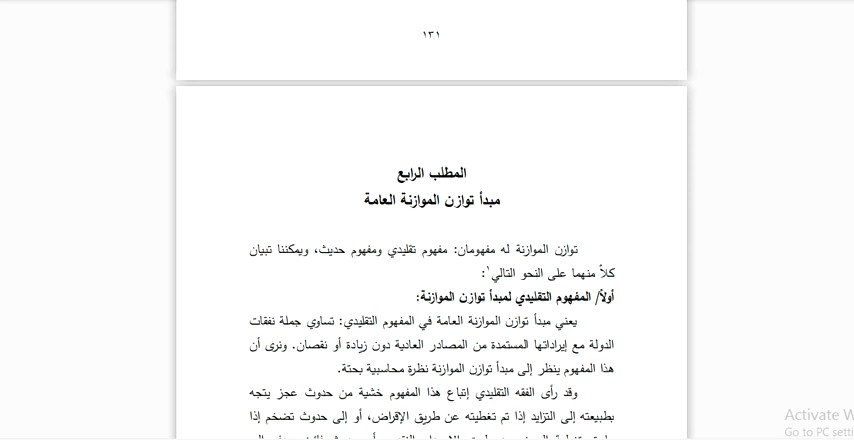 ١٣١
المطلب الرابع
مبدأ توازن الموازنة العامة
توازن الموازنة له مفهومان: مفهوم تقليدي ومفهوم حديث، ويمكننا تبيان
كلاً منهما على النحو التالي١:
أولاً/ المفهوم التقليدي لمبدأ توازن الموازنة:
يعني مبدأ توازن الموازنة العامة في المفهوم التقليدي: تساوي جملة نفقات
الدولة مع إيراداتها المستمدة من المصادر العادية دون زيادة أو نقصان. ونرى أن
هذا المفهوم ينظر إلى مبدأ توازن الموازنة نظرة محاسبية بحتة.
وقد رأى الفقه التقليدي إتباع هذا المفهوم خشية من حدوث عجز يتجه
بطبيعته إلى التزايد إذا تم تغطيته عن طريق الإقراض، أو إلى حدوث تضخم إذا
Activate W
Go to PC setti